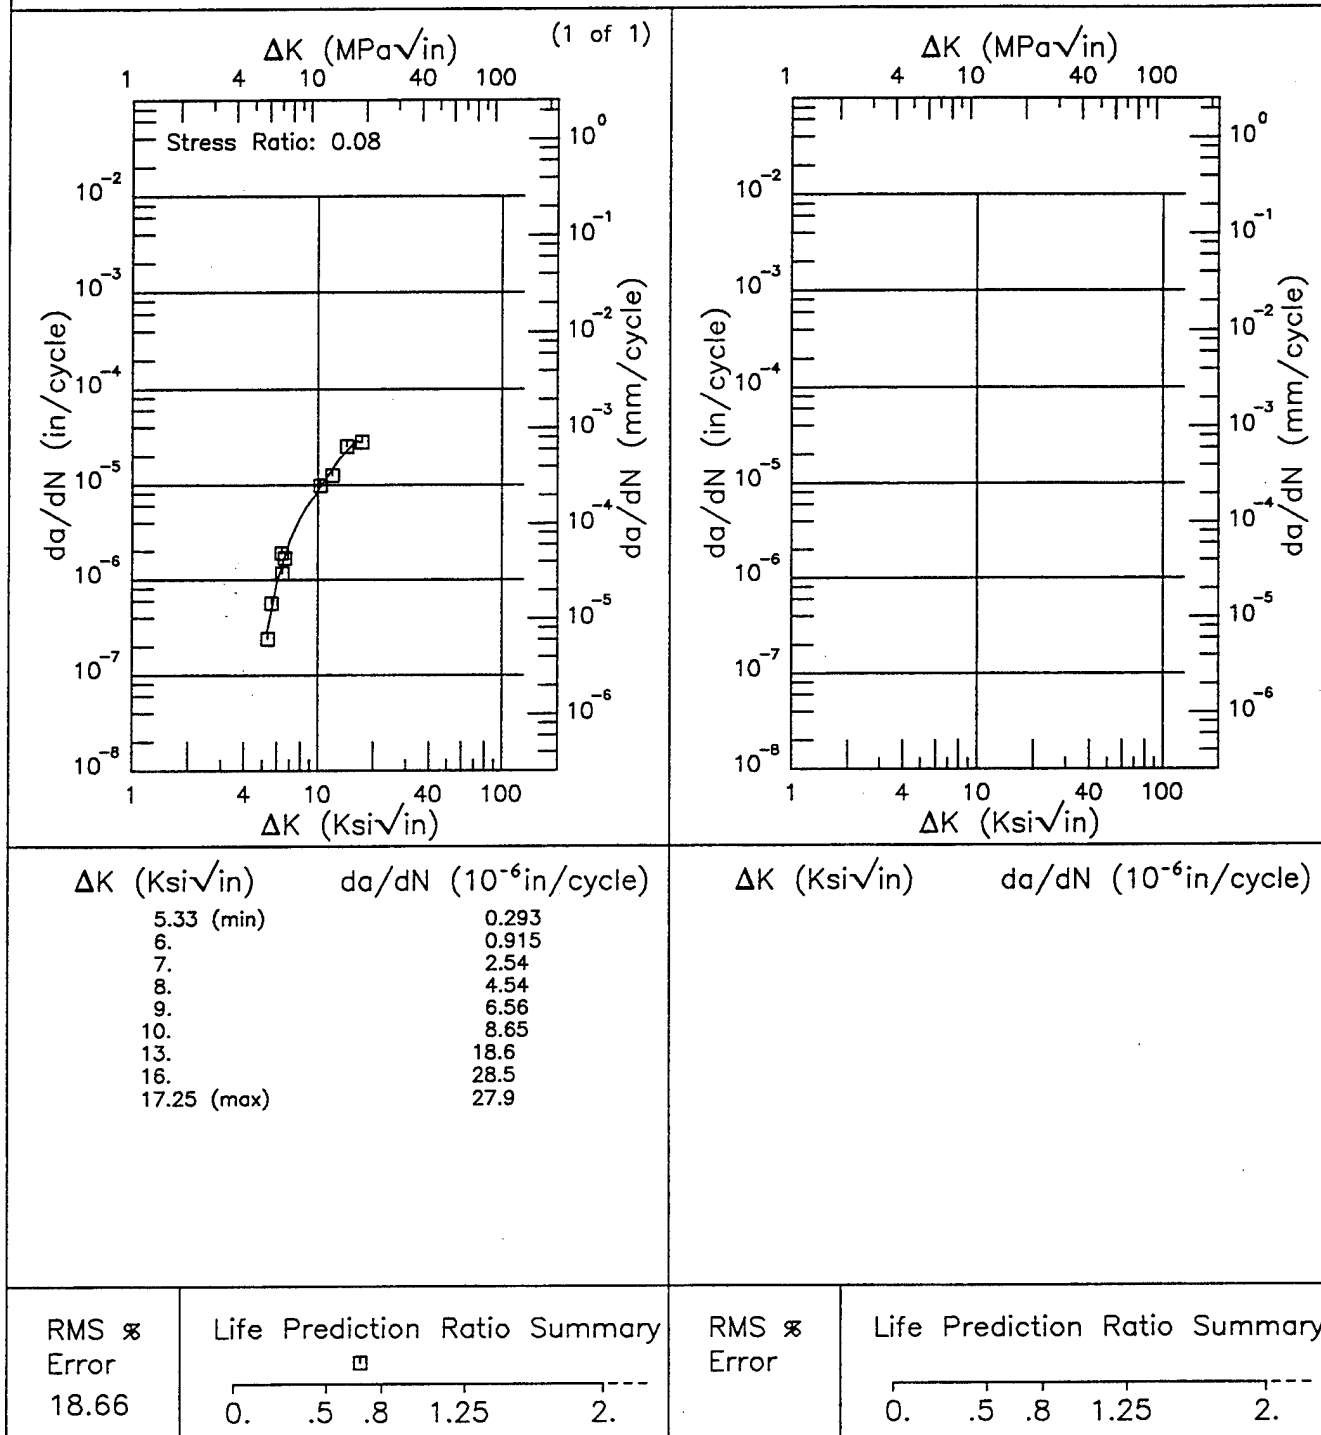 (1 of 1)
ΔK (MPa√in)
1 4 10 40 100
Stress Ratio: 0.08
da/dN (in/cycle)
10⁻²
10⁻³
10⁻⁴
10⁻⁵
10⁻⁶
10⁻⁷
10⁻⁸
10⁰
10⁻¹
10⁻²
10⁻³
10⁻⁴
10⁻⁵
10⁻⁶
da/dN (mm/cycle)
1 4 10 40 100
ΔK (Ksi√in)
ΔK (MPa√in)
1 4 10 40 100
da/dN (in/cycle)
10⁻²
10⁻³
10⁻⁴
10⁻⁵
10⁻⁶
10⁻⁷
10⁻⁸
10⁰
10⁻¹
10⁻²
10⁻³
10⁻⁴
10⁻⁵
10⁻⁶
da/dN (mm/cycle)
1 4 10 40 100
ΔK (Ksi√in)
ΔK (Ksi√in) da/dN (10⁻⁶in/cycle)
5.33 (min) 0.293
6. 0.915
7. 2.54
8. 4.54
9. 6.56
10. 8.65
13. 18.6
16. 28.5
17.25 (max) 27.9
ΔK (Ksi√in) da/dN (10⁻⁶in/cycle)
RMS %
Error
18.66
Life Prediction Ratio Summary
0. .5 .8 1.25 2.
RMS %
Error
Life Prediction Ratio Summary
0. .5 .8 1.25 2.